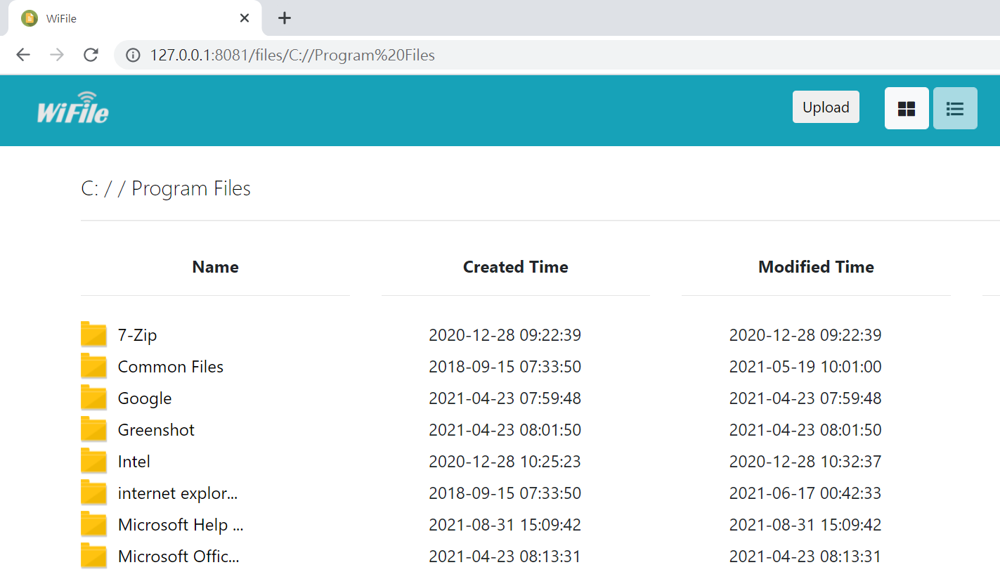 WiFile
127.0.0.1:8081/files/C://Program%20Files
WiFile
Upload
C: / / Program Files
Name Created Time Modified Time
7-Zip 2020-12-28 09:22:39 2020-12-28 09:22:39
Common Files 2018-09-15 07:33:50 2021-05-19 10:01:00
Google 2021-04-23 07:59:48 2021-04-23 07:59:48
Greenshot 2021-04-23 08:01:50 2021-04-23 08:01:50
Intel 2020-12-28 10:25:23 2020-12-28 10:32:37
internet explor... 2018-09-15 07:33:50 2021-06-17 00:42:33
Microsoft Help ... 2021-08-31 15:09:42 2021-08-31 15:09:42
Microsoft Offic... 2021-04-23 08:13:31 2021-04-23 08:13:31